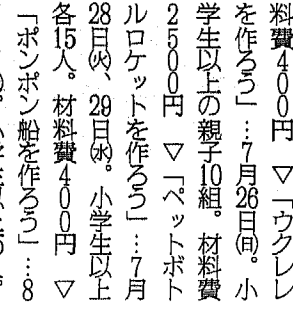 料費400円　▽「ウクレレ
を作ろう」…7月26日㈰。小
学生以上の親子10組。材料費
2500円　▽「ペットボト
ルロケットを作ろう」…7月
28日㈫、29日㈬。小学生以上
各15人。材料費400円　▽
「ポンポン船を作ろう」…8